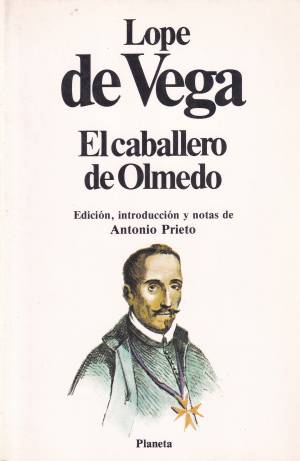 Lope
de Vega
El caballero
de Olmedo
Edición, introducción y notas de
Antonio Prieto
Planeta